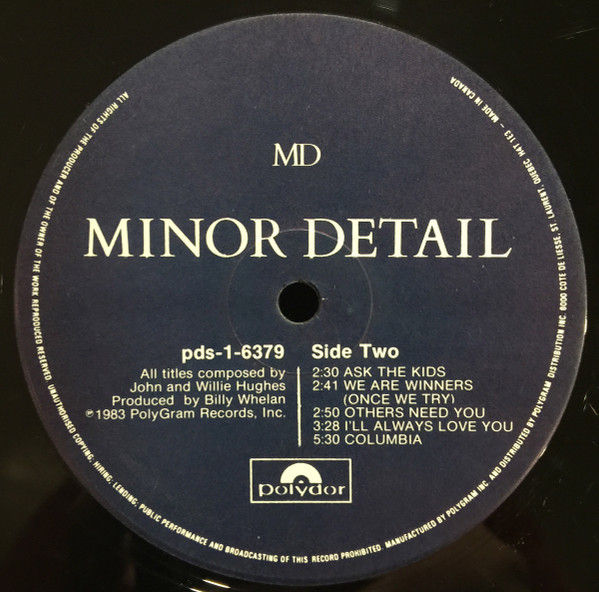 MD
MINOR DETAIL
pds-1-6379
All titles composed by
John and Willie Hughes
Produced by Billy Whelan
℗1983 PolyGram Records, Inc.
Side Two
2:30 ASK THE KIDS
2:41 WE ARE WINNERS
(ONCE WE TRY)
2:50 OTHERS NEED YOU
3:28 I'LL ALWAYS LOVE YOU
5:30 COLUMBIA
polydor
ALL RIGHTS OF THE PRODUCER AND OF THE OWNER OF THE WORK REPRODUCED RESERVED. UNAUTHORISED COPYING, HIRING, LENDING, PUBLIC PERFORMANCE AND BROADCASTING OF THIS RECORD PROHIBITED. MANUFACTURED BY POLYGRAM INC. AND DISTRIBUTED BY POLYGRAM DISTRIBUTION INC. 6000 COTE DE LIESSE, ST. LAURENT, QUEBEC H4T 1E3 – MADE IN CANADA